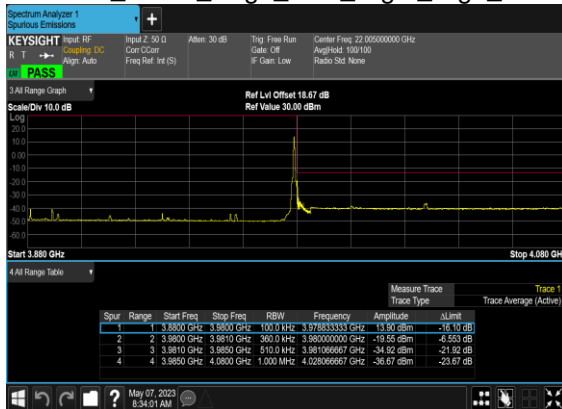 Spectrum Analyzer 1
Spurious Emissions
+
KEYSIGHT Input: RF Input Z: 50 Ω Atten: 30 dB Trig: Free Run Center Freq: 22.005000000 GHz
R T Coupling: DC Corr CCorr Gate: Off Avg|Hold: 100/100
Align: Auto Freq Ref: Int (S) IF Gain: Low Radio Std: None
LXI PASS
3 All Range Graph
Ref Lvl Offset 18.67 dB
Scale/Div 10.0 dB Ref Value 30.00 dBm
Log
20.0
10.0
0.00
-10.0
-20.0
-30.0
-40.0
-50.0
-60.0
Start 3.880 GHz Stop 4.080 GH
4 All Range Table
Measure Trace Trace 1
Trace Type Trace Average (Active)
Spur Range Start Freq Stop Freq RBW Frequency Amplitude ΔLimit
1 1 3.8800 GHz 3.9800 GHz 100.0 kHz 3.978833333 GHz 13.90 dBm -16.10 dB
2 2 3.9800 GHz 3.9810 GHz 360.0 kHz 3.980000000 GHz -19.55 dBm -6.553 dB
3 3 3.9810 GHz 3.9850 GHz 510.0 kHz 3.981066667 GHz -34.92 dBm -21.92 dB
4 4 3.9850 GHz 4.0800 GHz 1.000 MHz 4.028066667 GHz -36.67 dBm -23.67 dB
? May 07, 2023
8:34:01 AM